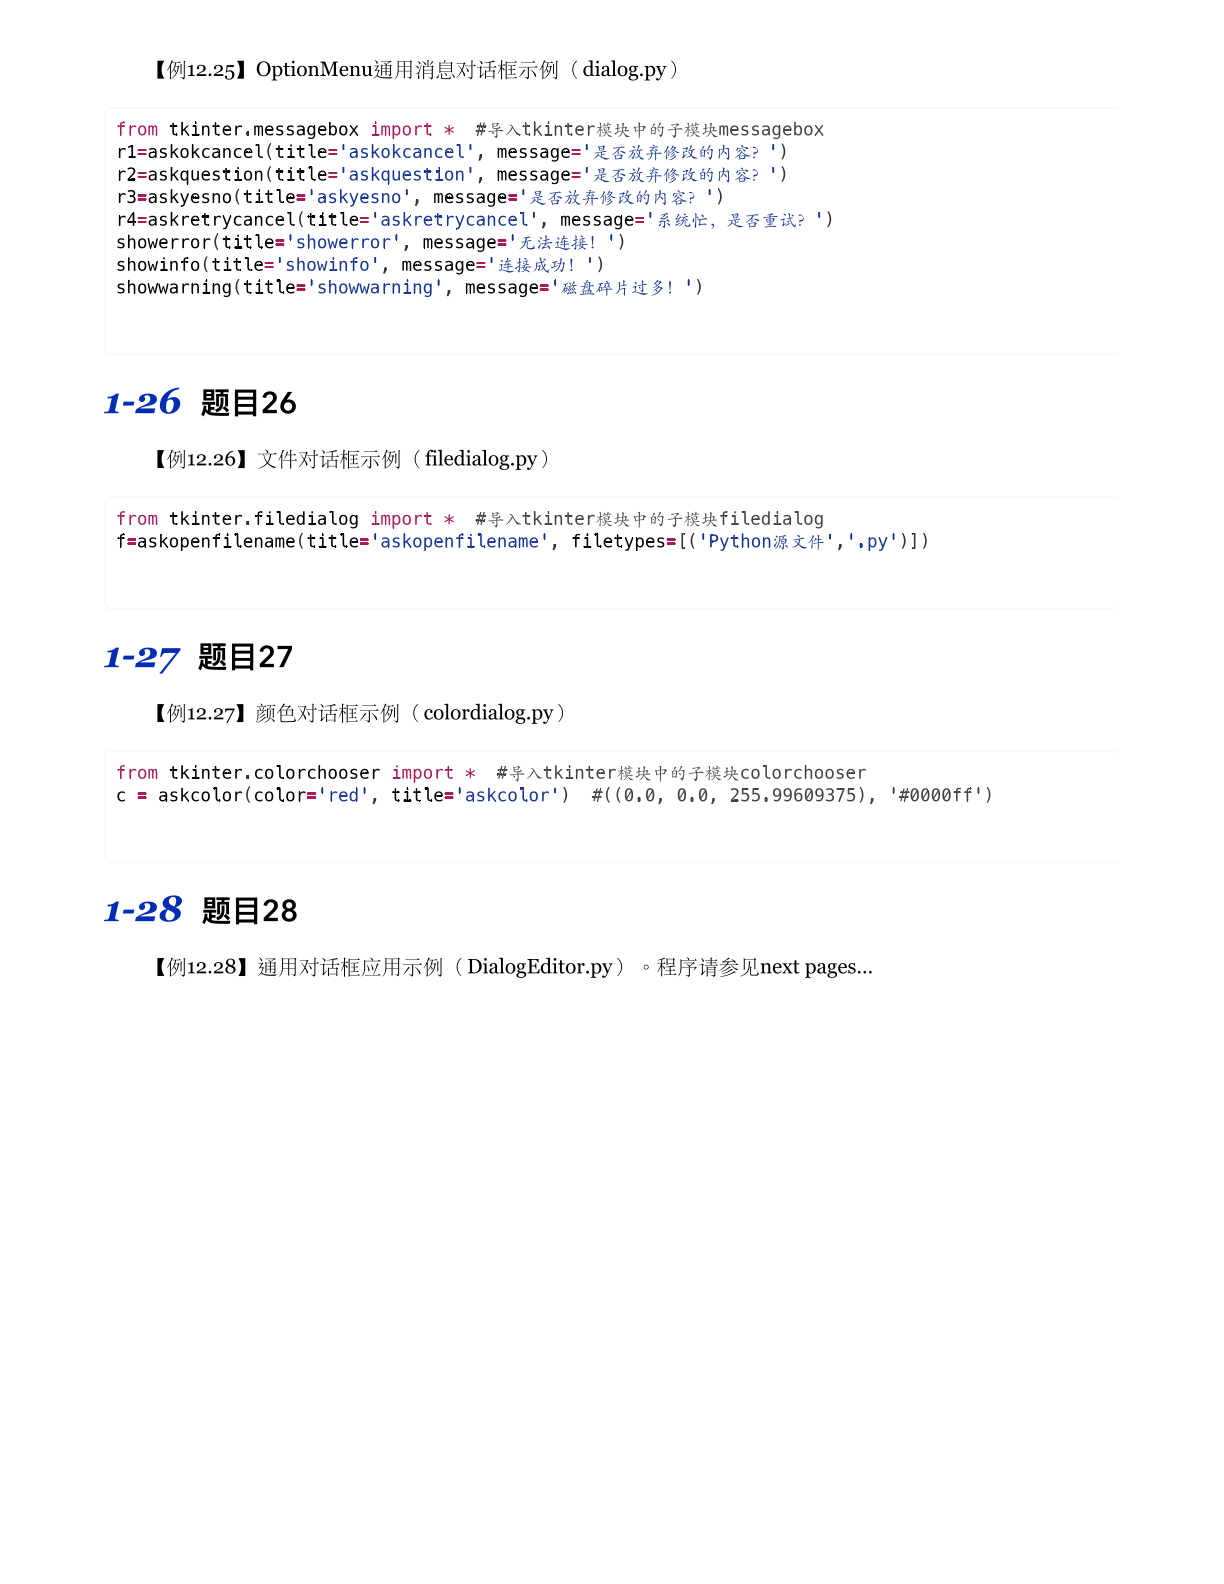 【例12.25】OptionMenu通用消息对话框示例（dialog.py）
from tkinter.messagebox import *  #导入tkinter模块中的子模块messagebox
r1=askokcancel(title='askokcancel', message='是否放弃修改的内容？')
r2=askquestion(title='askquestion', message='是否放弃修改的内容？')
r3=askyesno(title='askyesno', message='是否放弃修改的内容？')
r4=askretrycancel(title='askretrycancel', message='系统忙，是否重试？')
showerror(title='showerror', message='无法连接！')
showinfo(title='showinfo', message='连接成功！')
showwarning(title='showwarning', message='磁盘碎片过多！')
1-26 题目26
【例12.26】文件对话框示例（filedialog.py）
from tkinter.filedialog import *  #导入tkinter模块中的子模块filedialog
f=askopenfilename(title='askopenfilename', filetypes=[('Python源文件','.py')])
1-27 题目27
【例12.27】颜色对话框示例（colordialog.py）
from tkinter.colorchooser import *  #导入tkinter模块中的子模块colorchooser
c = askcolor(color='red', title='askcolor')  #((0.0, 0.0, 255.99609375), '#0000ff')
1-28 题目28
【例12.28】通用对话框应用示例（DialogEditor.py）。程序请参见next pages...